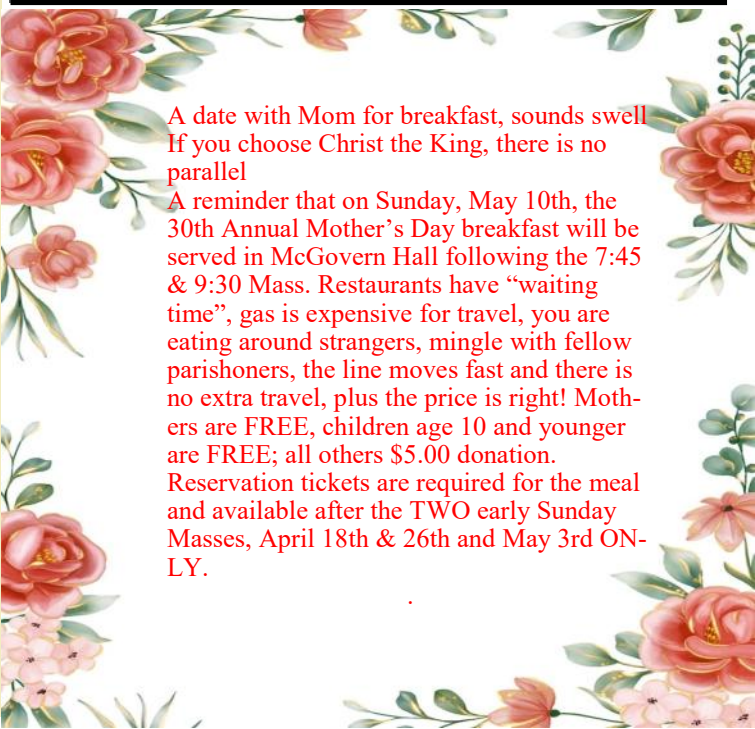 A date with Mom for breakfast, sounds swell
If you choose Christ the King, there is no
parallel
A reminder that on Sunday, May 10th, the
30th Annual Mother’s Day breakfast will be
served in McGovern Hall following the 7:45
& 9:30 Mass. Restaurants have “waiting
time”, gas is expensive for travel, you are
eating around strangers, mingle with fellow
parishoners, the line moves fast and there is
no extra travel, plus the price is right! Moth-
ers are FREE, children age 10 and younger
are FREE; all others $5.00 donation.
Reservation tickets are required for the meal
and available after the TWO early Sunday
Masses, April 18th & 26th and May 3rd ON-
LY.
.